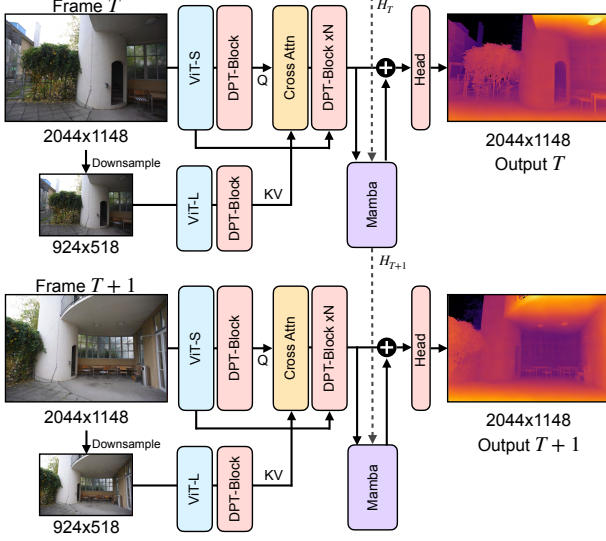 Frame T
H_T
ViT-S
DPT-Block
Q
Cross Attn
DPT-Block xN
Head
2044x1148
Downsample
2044x1148
Output T
ViT-L
DPT-Block
KV
Mamba
924x518
H_{T+1}
Frame T + 1
ViT-S
DPT-Block
Q
Cross Attn
DPT-Block xN
Head
2044x1148
Downsample
2044x1148
Output T + 1
ViT-L
DPT-Block
KV
Mamba
924x518